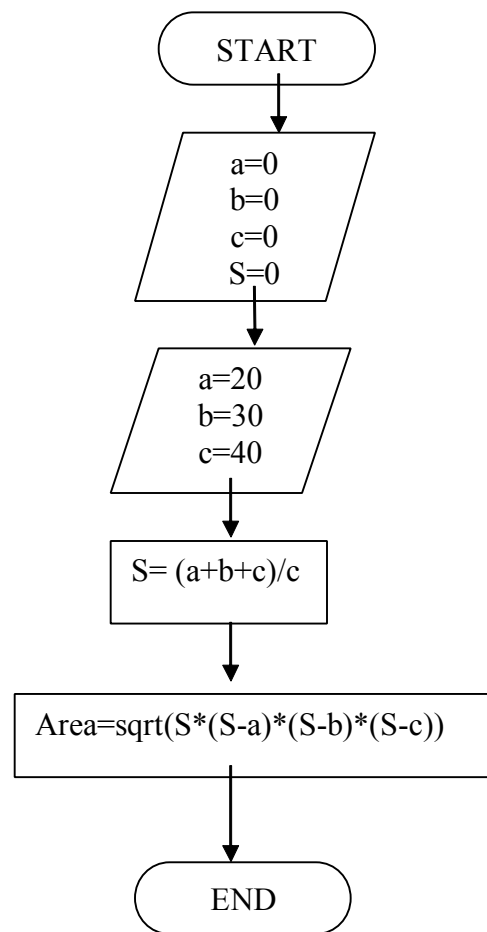 START
a=0
b=0
c=0
S=0
a=20
b=30
c=40
S= (a+b+c)/c
Area=sqrt(S*(S-a)*(S-b)*(S-c))
END